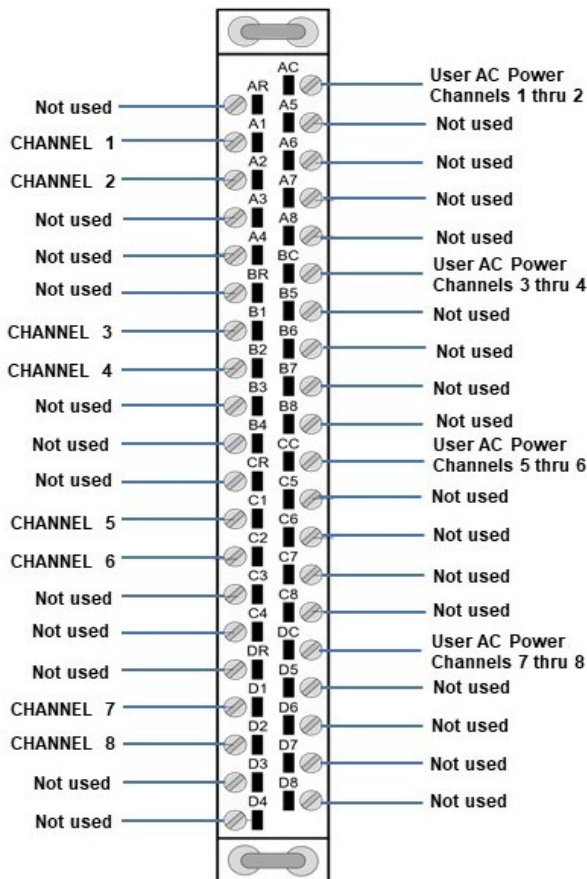 AC
User AC Power
Channels 1 thru 2
AR
Not used
A5
Not used
A1
CHANNEL 1
A6
Not used
A2
CHANNEL 2
A7
Not used
A3
Not used
A8
Not used
A4
Not used
BC
User AC Power
Channels 3 thru 4
BR
Not used
B5
Not used
B1
CHANNEL 3
B6
Not used
B2
CHANNEL 4
B7
Not used
B3
Not used
B8
Not used
B4
Not used
CC
User AC Power
Channels 5 thru 6
CR
Not used
C5
Not used
C1
CHANNEL 5
C6
Not used
C2
CHANNEL 6
C7
Not used
C3
Not used
C8
Not used
C4
Not used
DC
User AC Power
Channels 7 thru 8
DR
Not used
D5
Not used
D1
CHANNEL 7
D6
Not used
D2
CHANNEL 8
D7
Not used
D3
Not used
D8
Not used
D4
Not used